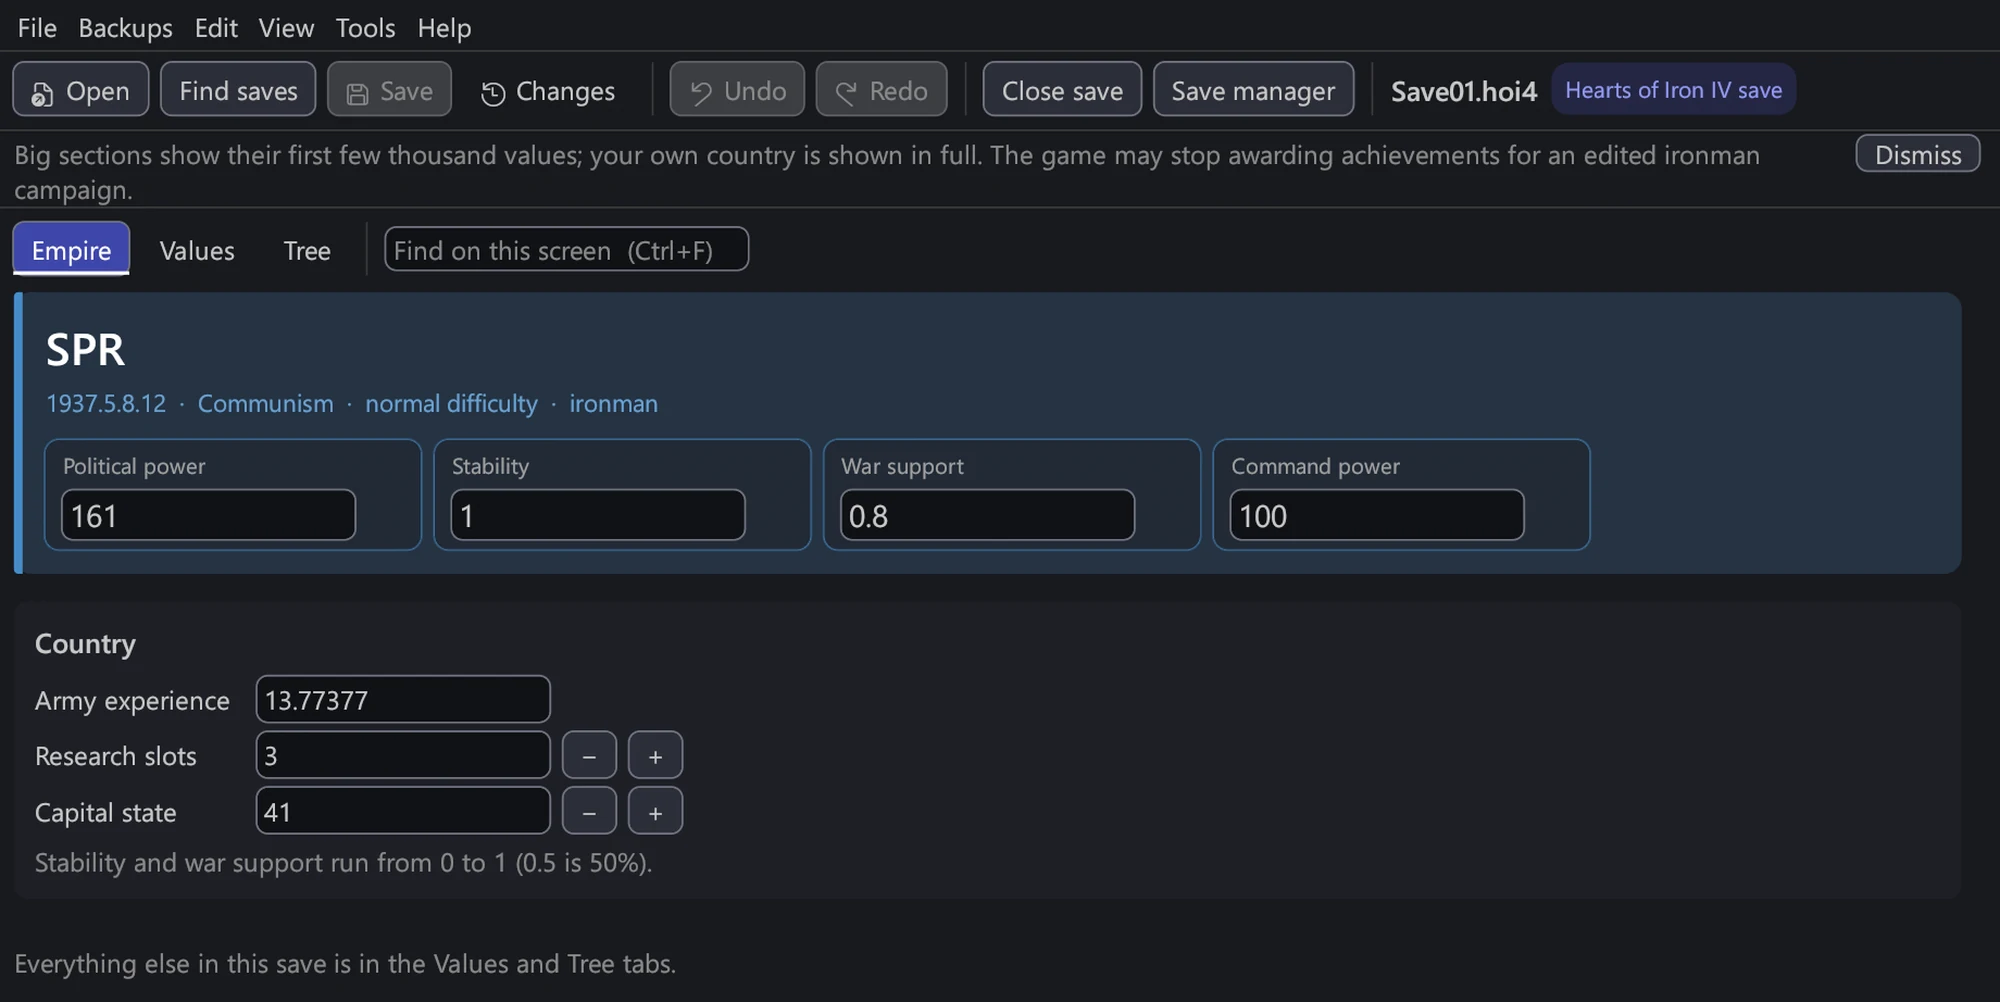 File Backups Edit View Tools Help
Open Find saves Save Changes Undo Redo Close save Save manager Save01.hoi4 Hearts of Iron IV save
Big sections show their first few thousand values; your own country is shown in full. The game may stop awarding achievements for an edited ironman
campaign.
Dismiss
Empire Values Tree Find on this screen (Ctrl+F)
SPR
1937.5.8.12 · Communism · normal difficulty · ironman
Political power Stability War support Command power
161 1 0.8 100
Country
Army experience 13.77377
Research slots 3 − +
Capital state 41 − +
Stability and war support run from 0 to 1 (0.5 is 50%).
Everything else in this save is in the Values and Tree tabs.